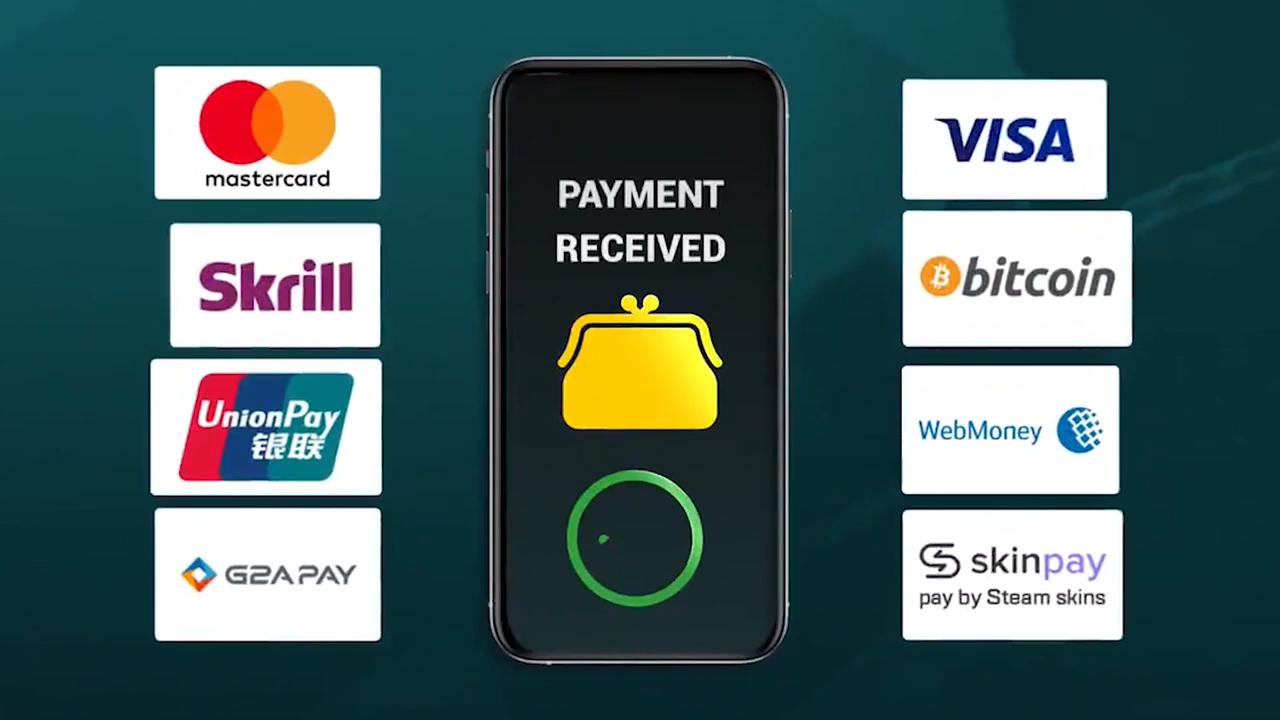 mastercard
Skrill
UnionPay
银联
G2A PAY
PAYMENT
RECEIVED
VISA
bitcoin
WebMoney
skinpay
pay by Steam skins